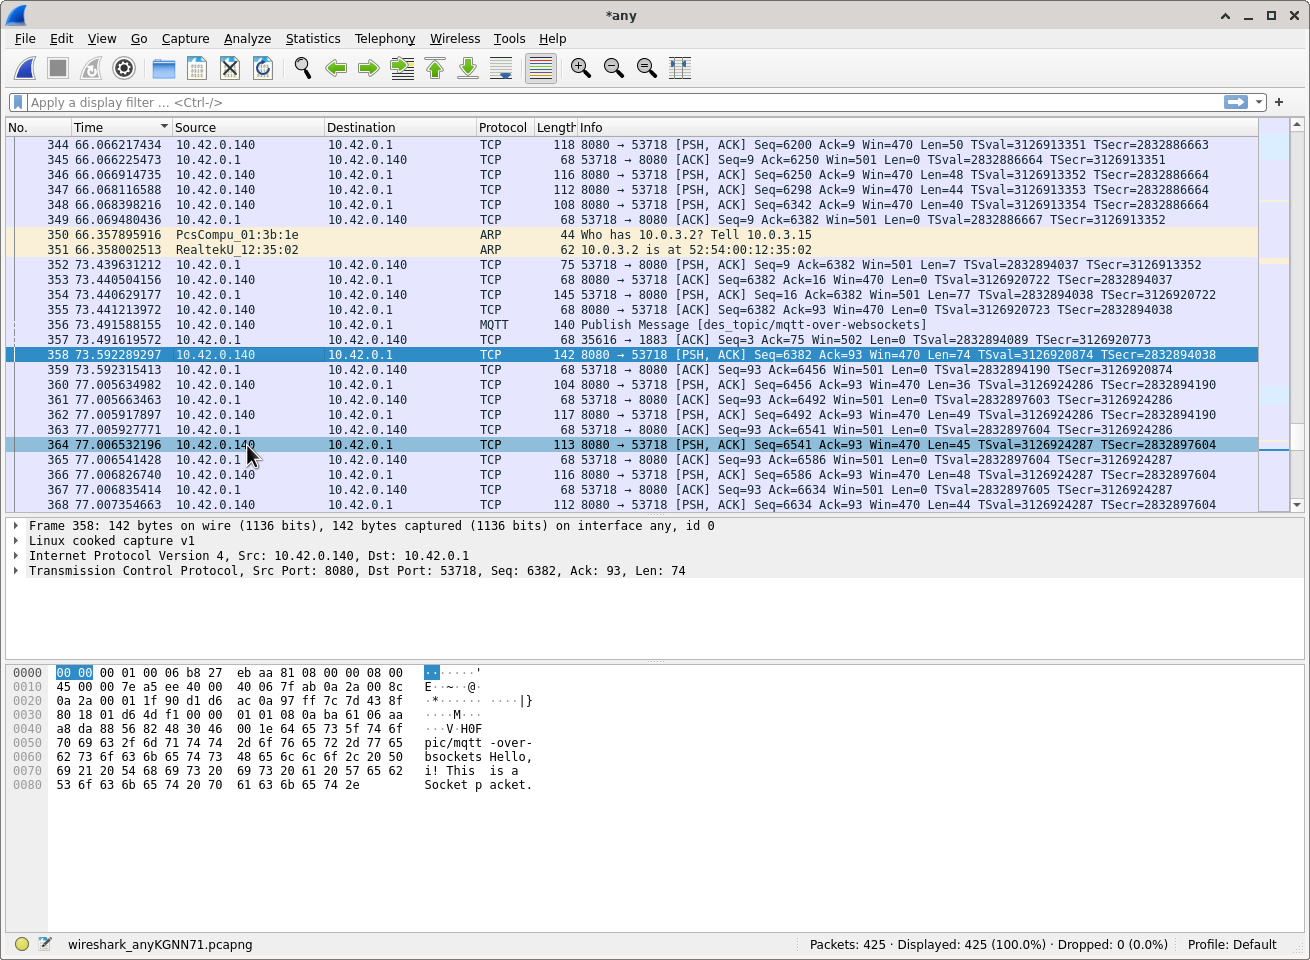 *any
File Edit View Go Capture Analyze Statistics Telephony Wireless Tools Help
Apply a display filter ... <Ctrl-/>
No. Time Source Destination Protocol Length Info
344 66.066217434 10.42.0.140 10.42.0.1 TCP 118 8080 → 53718 [PSH, ACK] Seq=6200 Ack=9 Win=470 Len=50 TSval=3126913351 TSecr=2832886663
345 66.066225473 10.42.0.1 10.42.0.140 TCP 68 53718 → 8080 [ACK] Seq=9 Ack=6250 Win=501 Len=0 TSval=2832886664 TSecr=3126913351
346 66.066914735 10.42.0.140 10.42.0.1 TCP 116 8080 → 53718 [PSH, ACK] Seq=6250 Ack=9 Win=470 Len=48 TSval=3126913352 TSecr=2832886664
347 66.068116588 10.42.0.140 10.42.0.1 TCP 112 8080 → 53718 [PSH, ACK] Seq=6298 Ack=9 Win=470 Len=44 TSval=3126913353 TSecr=2832886664
348 66.068398216 10.42.0.140 10.42.0.1 TCP 108 8080 → 53718 [PSH, ACK] Seq=6342 Ack=9 Win=470 Len=40 TSval=3126913354 TSecr=2832886664
349 66.069480436 10.42.0.1 10.42.0.140 TCP 68 53718 → 8080 [ACK] Seq=9 Ack=6382 Win=501 Len=0 TSval=2832886667 TSecr=3126913352
350 66.357895916 PcsCompu_01:3b:1e ARP 44 Who has 10.0.3.2? Tell 10.0.3.15
351 66.358002513 RealtekU_12:35:02 ARP 62 10.0.3.2 is at 52:54:00:12:35:02
352 73.439631212 10.42.0.1 10.42.0.140 TCP 75 53718 → 8080 [PSH, ACK] Seq=9 Ack=6382 Win=501 Len=7 TSval=2832894037 TSecr=3126913352
353 73.440504156 10.42.0.140 10.42.0.1 TCP 68 8080 → 53718 [ACK] Seq=6382 Ack=16 Win=470 Len=0 TSval=3126920722 TSecr=2832894037
354 73.440629177 10.42.0.1 10.42.0.140 TCP 145 53718 → 8080 [PSH, ACK] Seq=16 Ack=6382 Win=501 Len=77 TSval=2832894038 TSecr=3126920722
355 73.441213972 10.42.0.140 10.42.0.1 TCP 68 8080 → 53718 [ACK] Seq=6382 Ack=93 Win=470 Len=0 TSval=3126920723 TSecr=2832894038
356 73.491588155 10.42.0.140 10.42.0.1 MQTT 140 Publish Message [des_topic/mqtt-over-websockets]
357 73.491619572 10.42.0.1 10.42.0.140 TCP 68 35616 → 1883 [ACK] Seq=3 Ack=75 Win=502 Len=0 TSval=2832894089 TSecr=3126920773
358 73.592289297 10.42.0.140 10.42.0.1 TCP 142 8080 → 53718 [PSH, ACK] Seq=6382 Ack=93 Win=470 Len=74 TSval=3126920874 TSecr=2832894038
359 73.592315413 10.42.0.1 10.42.0.140 TCP 68 53718 → 8080 [ACK] Seq=93 Ack=6456 Win=501 Len=0 TSval=2832894190 TSecr=3126920874
360 77.005634982 10.42.0.140 10.42.0.1 TCP 104 8080 → 53718 [PSH, ACK] Seq=6456 Ack=93 Win=470 Len=36 TSval=3126924286 TSecr=2832894190
361 77.005663463 10.42.0.1 10.42.0.140 TCP 68 53718 → 8080 [ACK] Seq=93 Ack=6492 Win=501 Len=0 TSval=2832897603 TSecr=3126924286
362 77.005917897 10.42.0.140 10.42.0.1 TCP 117 8080 → 53718 [PSH, ACK] Seq=6492 Ack=93 Win=470 Len=49 TSval=3126924286 TSecr=2832894190
363 77.005927771 10.42.0.1 10.42.0.140 TCP 68 53718 → 8080 [ACK] Seq=93 Ack=6541 Win=501 Len=0 TSval=2832897604 TSecr=3126924286
364 77.006532196 10.42.0.140 10.42.0.1 TCP 113 8080 → 53718 [PSH, ACK] Seq=6541 Ack=93 Win=470 Len=45 TSval=3126924287 TSecr=2832897604
365 77.006541428 10.42.0.1 10.42.0.140 TCP 68 53718 → 8080 [ACK] Seq=93 Ack=6586 Win=501 Len=0 TSval=2832897604 TSecr=3126924287
366 77.006826740 10.42.0.140 10.42.0.1 TCP 116 8080 → 53718 [PSH, ACK] Seq=6586 Ack=93 Win=470 Len=48 TSval=3126924287 TSecr=2832897604
367 77.006835414 10.42.0.1 10.42.0.140 TCP 68 53718 → 8080 [ACK] Seq=93 Ack=6634 Win=501 Len=0 TSval=2832897605 TSecr=3126924287
368 77.007354663 10.42.0.140 10.42.0.1 TCP 112 8080 → 53718 [PSH, ACK] Seq=6634 Ack=93 Win=470 Len=44 TSval=3126924287 TSecr=2832897604
Frame 358: 142 bytes on wire (1136 bits), 142 bytes captured (1136 bits) on interface any, id 0
Linux cooked capture v1
Internet Protocol Version 4, Src: 10.42.0.140, Dst: 10.42.0.1
Transmission Control Protocol, Src Port: 8080, Dst Port: 53718, Seq: 6382, Ack: 93, Len: 74
0000 00 00 00 01 00 06 b8 27 eb aa 81 08 00 00 08 00 ·······'
0010 45 00 00 7e a5 ee 40 00 40 06 7f ab 0a 2a 00 8c E··~··@·
0020 0a 2a 00 01 1f 90 d1 d6 ac 0a 97 ff 7c 7d 43 8f ·*······ ····|}
0030 80 18 01 d6 4d f1 00 00 01 01 08 0a ba 61 06 aa ····M···
0040 a8 da 88 56 82 48 30 46 00 1e 64 65 73 5f 74 6f ···V·H0F
0050 70 69 63 2f 6d 71 74 74 2d 6f 76 65 72 2d 77 65 pic/mqtt -over-
0060 62 73 6f 63 6b 65 74 73 48 65 6c 6c 6f 2c 20 50 bsockets Hello,
0070 69 21 20 54 68 69 73 20 69 73 20 61 20 57 65 62 i! This is a
0080 53 6f 63 6b 65 74 20 70 61 63 6b 65 74 2e Socket p acket.
wireshark_anyKGNN71.pcapng Packets: 425 · Displayed: 425 (100.0%) · Dropped: 0 (0.0%) Profile: Default